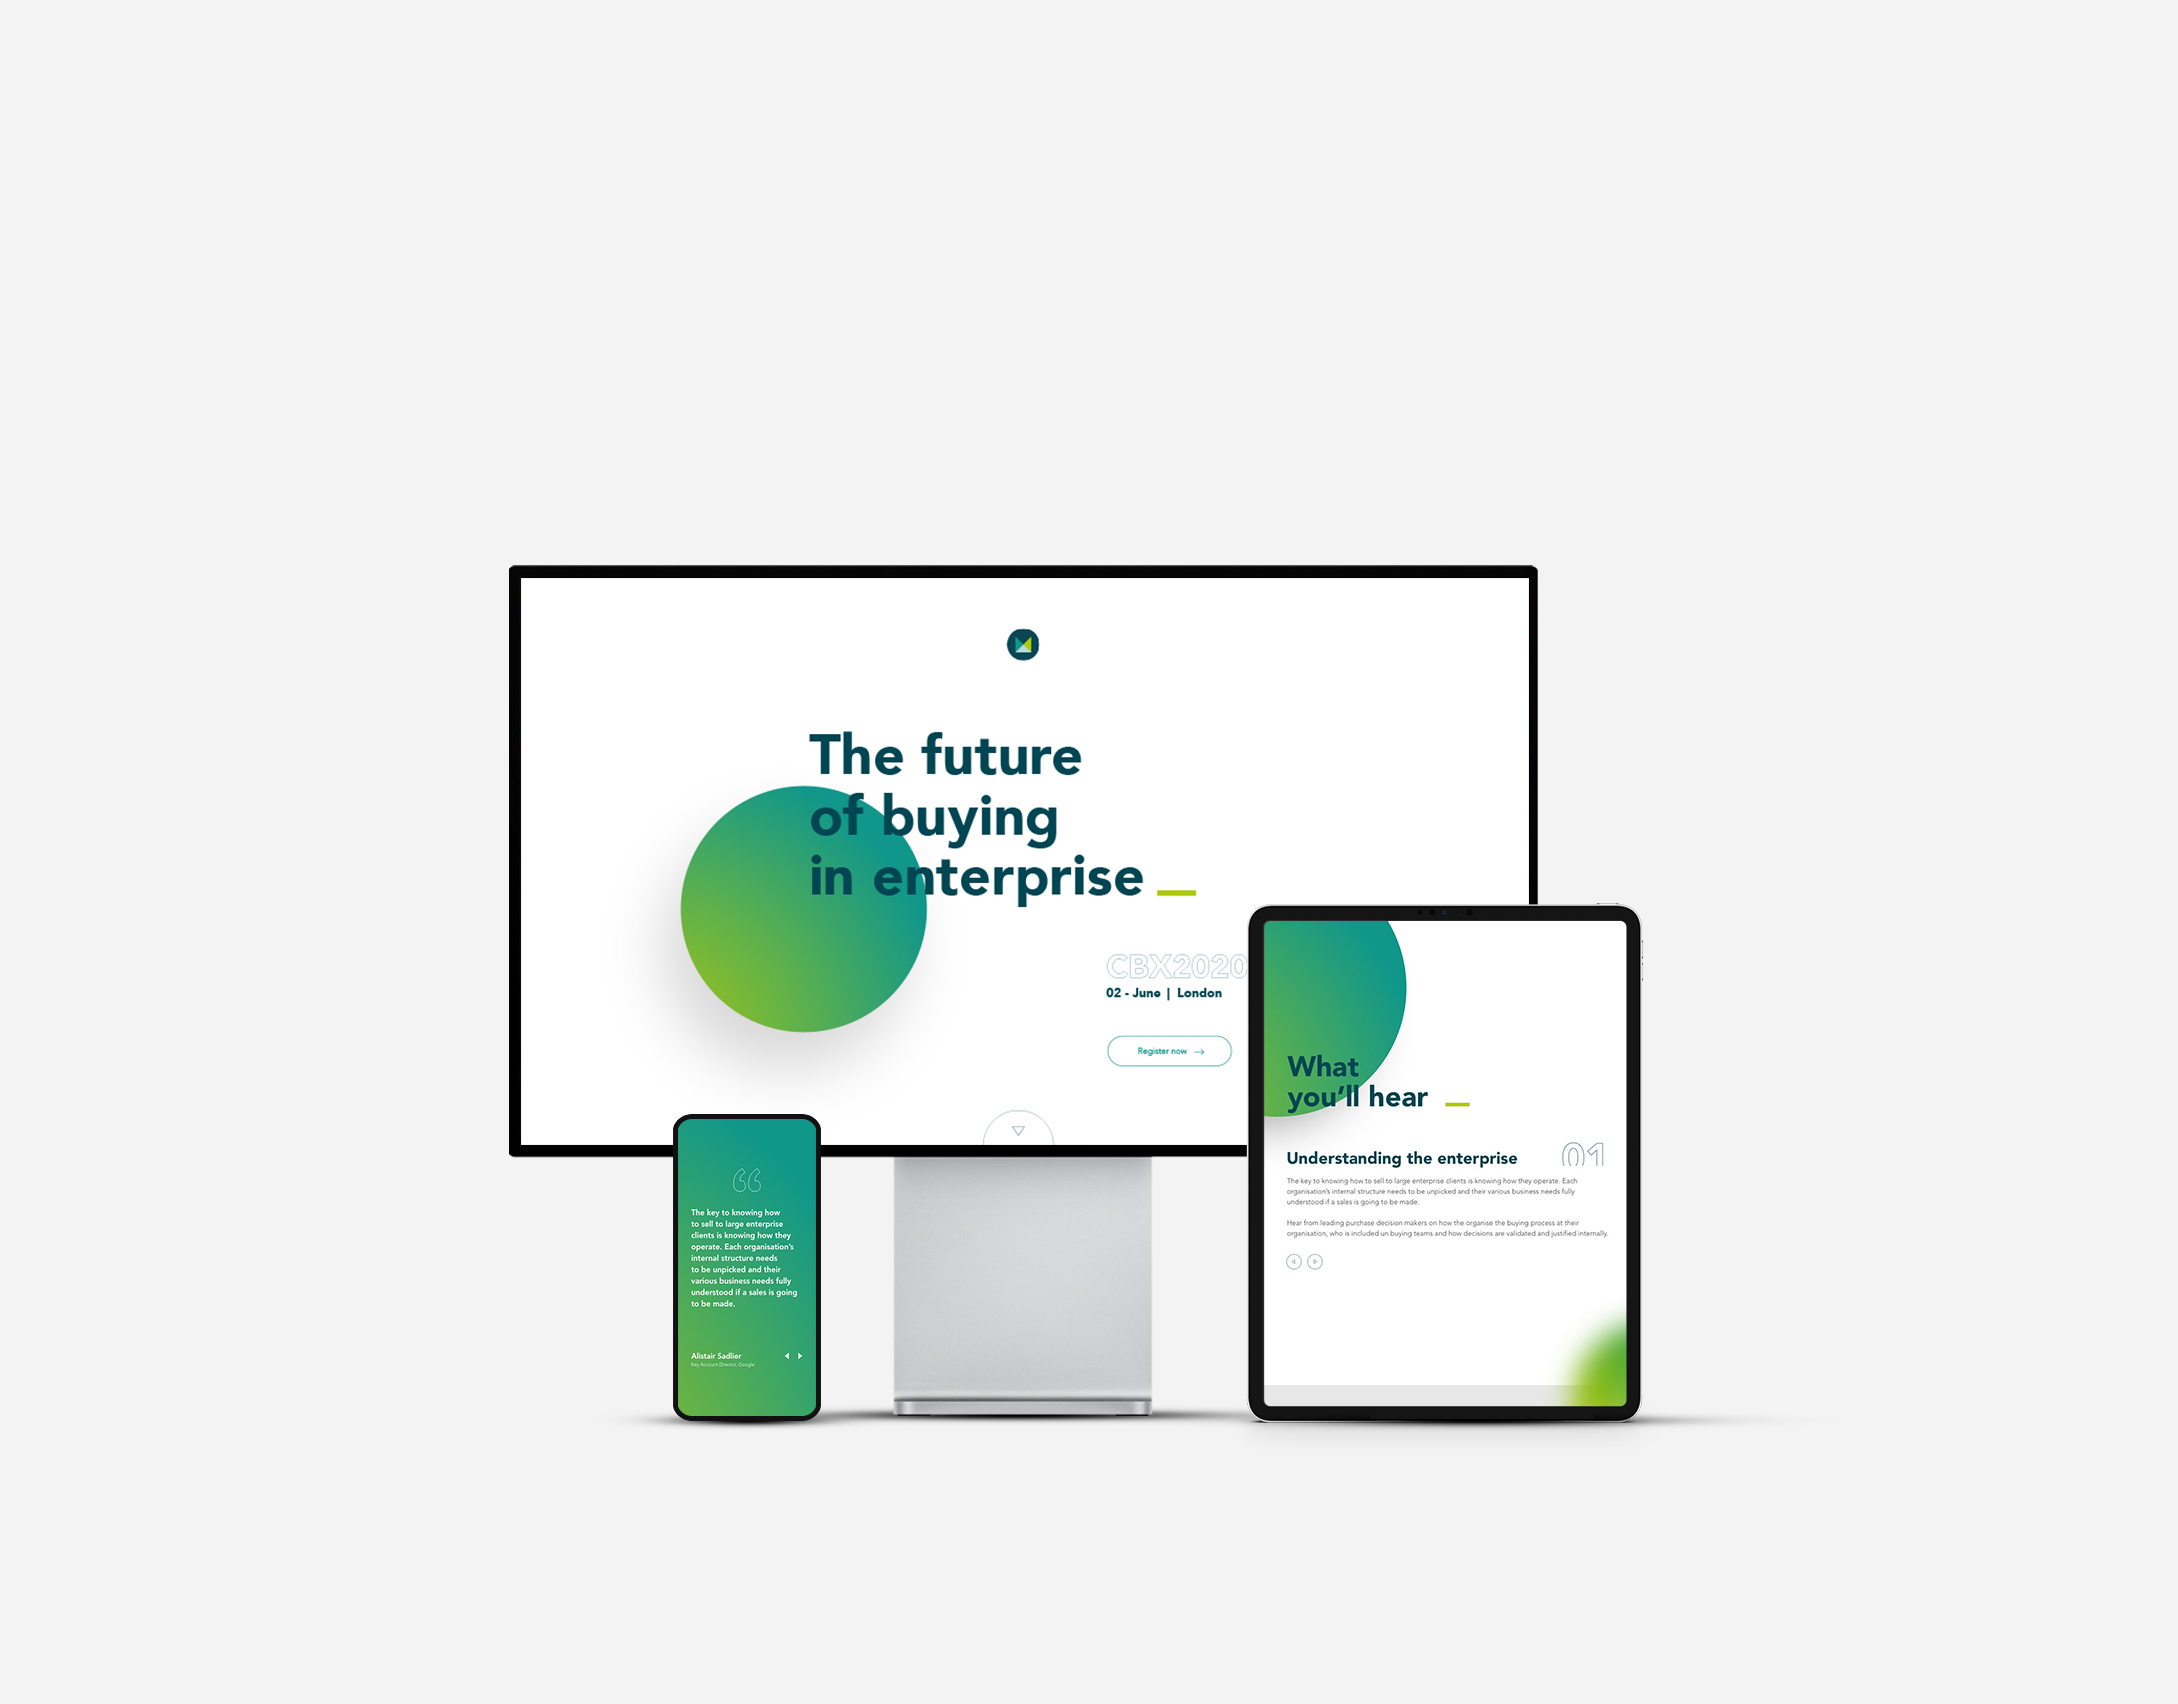 The future
of buying
in enterprise _
CBX2020
02 - June | London
Register now →
“
The key to knowing how
to sell to large enterprise
clients is knowing how they
operate. Each organisation’s
internal structure needs
to be unpicked and their
various business needs fully
understood if a sales is going
to be made.
Alistair Sadlier
Key Account Director, Google
What
you’ll hear _
Understanding the enterprise
01
The key to knowing how to sell to large enterprise clients is knowing how they operate. Each
organisation’s internal structure needs to be unpicked and their various business needs fully
understood if a sales is going to be made.
Hear from leading purchase decision makers on how the organise the buying process at their
organisation, who is included un buying teams and how decisions are validated and justified internally.